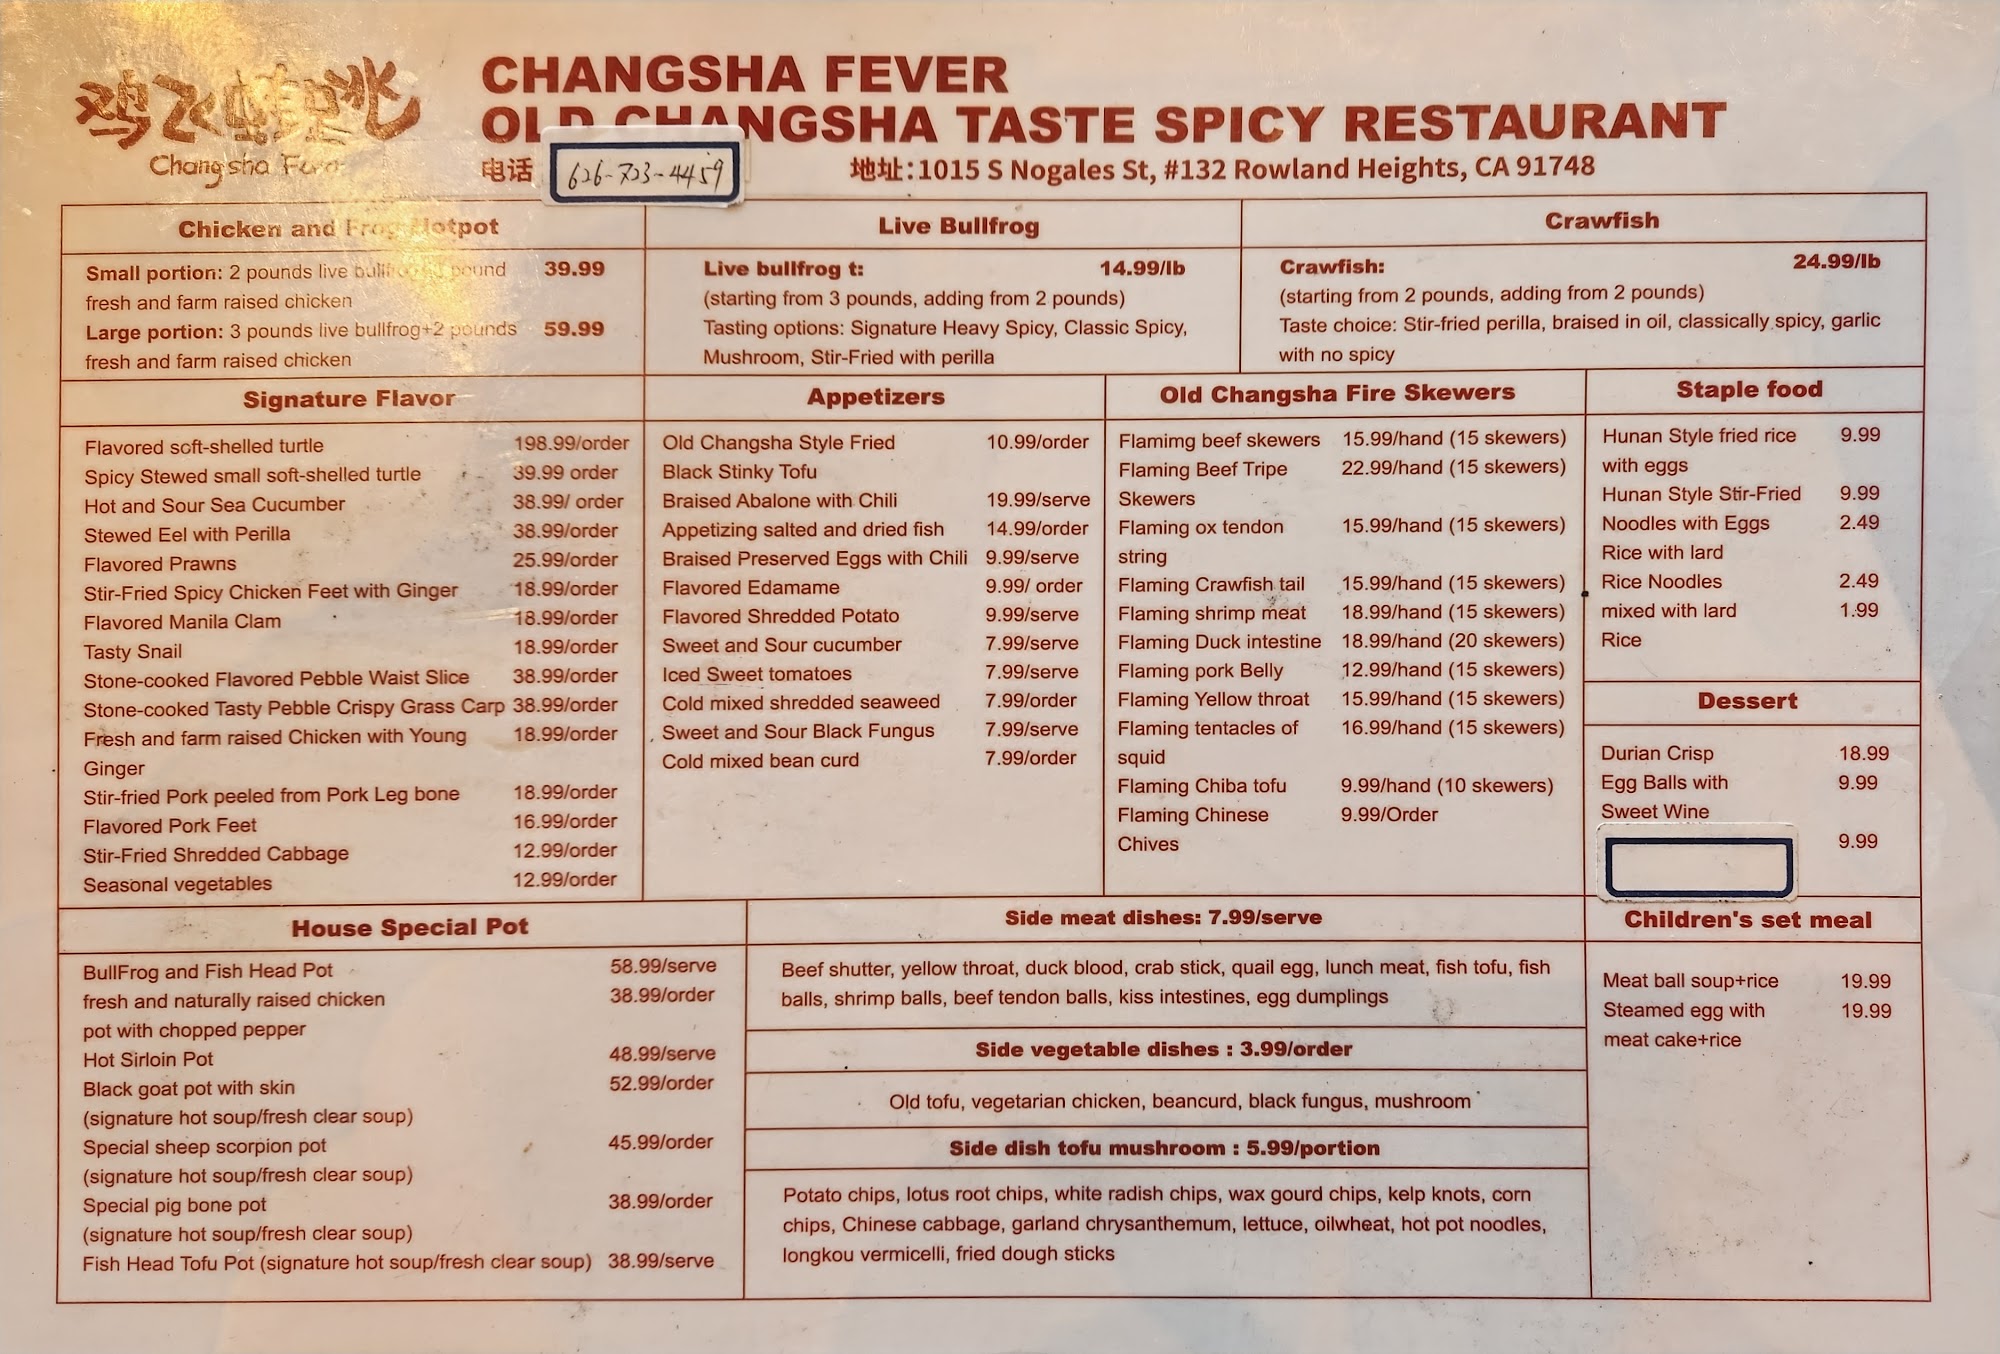 鸡飞蛙跳
Changsha Fever
CHANGSHA FEVER
OLD CHANGSHA TASTE SPICY RESTAURANT
电话 626-723-4459
地址:1015 S Nogales St, #132 Rowland Heights, CA 91748
Chicken and Frog Hotpot
Small portion: 2 pounds live bullfrog+1 pound 39.99
fresh and farm raised chicken
Large portion: 3 pounds live bullfrog+2 pounds 59.99
fresh and farm raised chicken
Live Bullfrog
Live bullfrog t: 14.99/lb
(starting from 3 pounds, adding from 2 pounds)
Tasting options: Signature Heavy Spicy, Classic Spicy,
Mushroom, Stir-Fried with perilla
Crawfish
Crawfish: 24.99/lb
(starting from 2 pounds, adding from 2 pounds)
Taste choice: Stir-fried perilla, braised in oil, classically spicy, garlic
with no spicy
Signature Flavor
Flavored soft-shelled turtle 198.99/order
Spicy Stewed small soft-shelled turtle 39.99 order
Hot and Sour Sea Cucumber 38.99/ order
Stewed Eel with Perilla 38.99/order
Flavored Prawns 25.99/order
Stir-Fried Spicy Chicken Feet with Ginger 18.99/order
Flavored Manila Clam 18.99/order
Tasty Snail 18.99/order
Stone-cooked Flavored Pebble Waist Slice 38.99/order
Stone-cooked Tasty Pebble Crispy Grass Carp 38.99/order
Fresh and farm raised Chicken with Young 18.99/order
Ginger
Stir-fried Pork peeled from Pork Leg bone 18.99/order
Flavored Pork Feet 16.99/order
Stir-Fried Shredded Cabbage 12.99/order
Seasonal vegetables 12.99/order
Appetizers
Old Changsha Style Fried 10.99/order
Black Stinky Tofu
Braised Abalone with Chili 19.99/serve
Appetizing salted and dried fish 14.99/order
Braised Preserved Eggs with Chili 9.99/serve
Flavored Edamame 9.99/ order
Flavored Shredded Potato 9.99/serve
Sweet and Sour cucumber 7.99/serve
Iced Sweet tomatoes 7.99/serve
Cold mixed shredded seaweed 7.99/order
Sweet and Sour Black Fungus 7.99/serve
Cold mixed bean curd 7.99/order
Old Changsha Fire Skewers
Flamimg beef skewers 15.99/hand (15 skewers)
Flaming Beef Tripe 22.99/hand (15 skewers)
Skewers
Flaming ox tendon 15.99/hand (15 skewers)
string
Flaming Crawfish tail 15.99/hand (15 skewers)
Flaming shrimp meat 18.99/hand (15 skewers)
Flaming Duck intestine 18.99/hand (20 skewers)
Flaming pork Belly 12.99/hand (15 skewers)
Flaming Yellow throat 15.99/hand (15 skewers)
Flaming tentacles of 16.99/hand (15 skewers)
squid
Flaming Chiba tofu 9.99/hand (10 skewers)
Flaming Chinese 9.99/Order
Chives
Staple food
Hunan Style fried rice 9.99
with eggs
Hunan Style Stir-Fried 9.99
Noodles with Eggs 2.49
Rice with lard
Rice Noodles 2.49
mixed with lard 1.99
Rice
Dessert
Durian Crisp 18.99
Egg Balls with 9.99
Sweet Wine
9.99
House Special Pot
BullFrog and Fish Head Pot 58.99/serve
fresh and naturally raised chicken 38.99/order
pot with chopped pepper
Hot Sirloin Pot 48.99/serve
Black goat pot with skin 52.99/order
(signature hot soup/fresh clear soup)
Special sheep scorpion pot 45.99/order
(signature hot soup/fresh clear soup)
Special pig bone pot 38.99/order
(signature hot soup/fresh clear soup)
Fish Head Tofu Pot (signature hot soup/fresh clear soup) 38.99/serve
Side meat dishes: 7.99/serve
Beef shutter, yellow throat, duck blood, crab stick, quail egg, lunch meat, fish tofu, fish
balls, shrimp balls, beef tendon balls, kiss intestines, egg dumplings
Side vegetable dishes : 3.99/order
Old tofu, vegetarian chicken, beancurd, black fungus, mushroom
Side dish tofu mushroom : 5.99/portion
Potato chips, lotus root chips, white radish chips, wax gourd chips, kelp knots, corn
chips, Chinese cabbage, garland chrysanthemum, lettuce, oilwheat, hot pot noodles,
longkou vermicelli, fried dough sticks
Children's set meal
Meat ball soup+rice 19.99
Steamed egg with 19.99
meat cake+rice